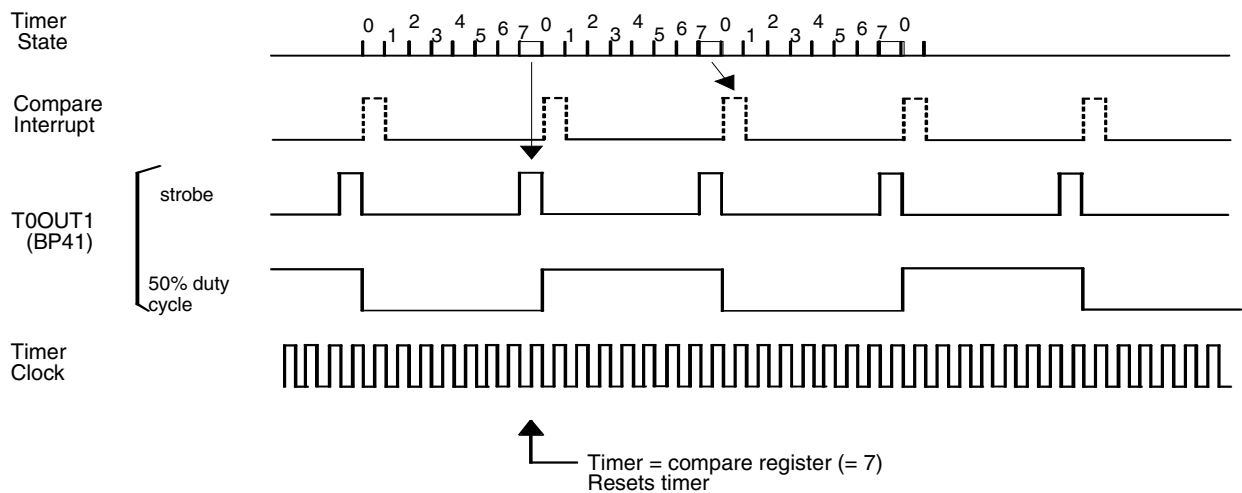 Timer
State
0 1 2 3 4 5 6 7 0 1 2 3 4 5 6 7 0 1 2 3 4 5 6 7 0
Compare
Interrupt
strobe
T0OUT1
(BP41)
50% duty
cycle
Timer
Clock
Timer = compare register (= 7)
Resets timer